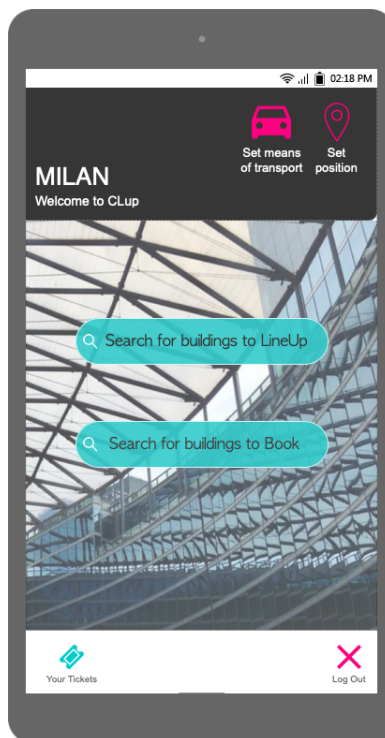 02:18 PM
Set means
of transport
Set
position
MILAN
Welcome to CLup
Search for buildings to LineUp
Search for buildings to Book
Your Tickets
Log Out